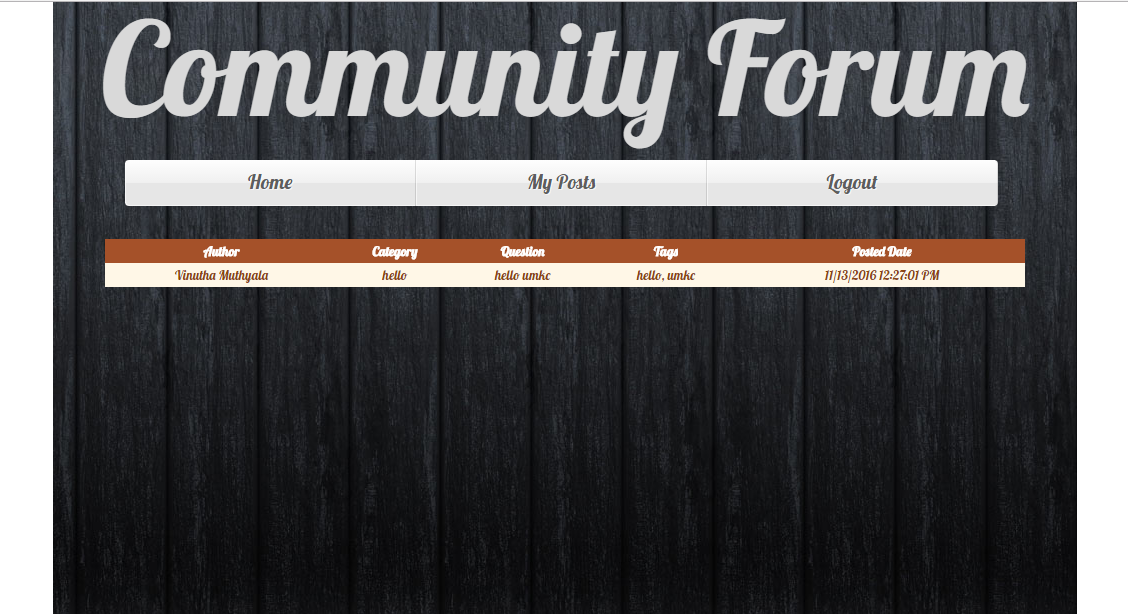 Community Forum
Home My Posts Logout
Author Category Question Tags Posted Date
Vinutha Muthyala hello hello umkc hello, umkc 11/13/2016 12:27:01 PM